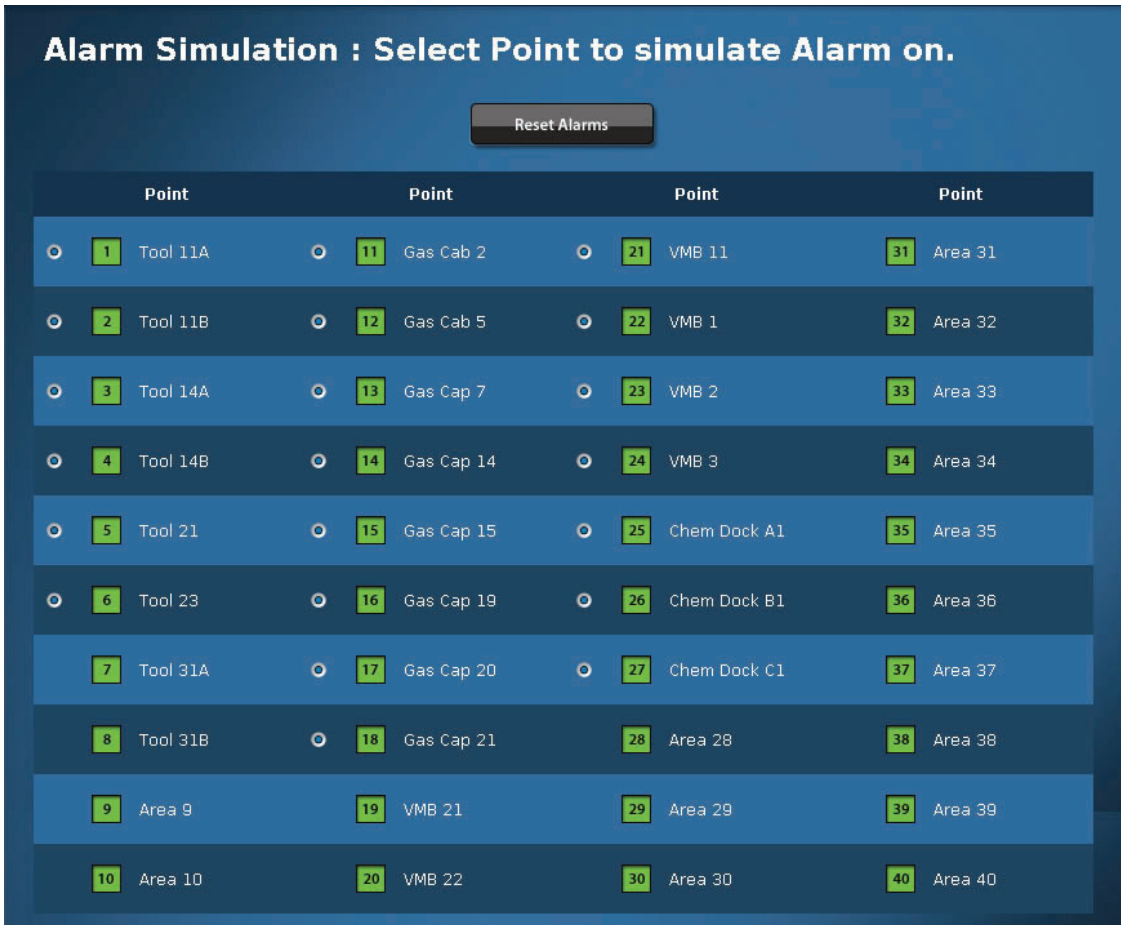 Alarm Simulation : Select Point to simulate Alarm on.
Reset Alarms
Point Point Point Point
1 Tool 11A 11 Gas Cab 2 21 VMB 11 31 Area 31
2 Tool 11B 12 Gas Cab 5 22 VMB 1 32 Area 32
3 Tool 14A 13 Gas Cap 7 23 VMB 2 33 Area 33
4 Tool 14B 14 Gas Cap 14 24 VMB 3 34 Area 34
5 Tool 21 15 Gas Cap 15 25 Chem Dock A1 35 Area 35
6 Tool 23 16 Gas Cap 19 26 Chem Dock B1 36 Area 36
7 Tool 31A 17 Gas Cap 20 27 Chem Dock C1 37 Area 37
8 Tool 31B 18 Gas Cap 21 28 Area 28 38 Area 38
9 Area 9 19 VMB 21 29 Area 29 39 Area 39
10 Area 10 20 VMB 22 30 Area 30 40 Area 40